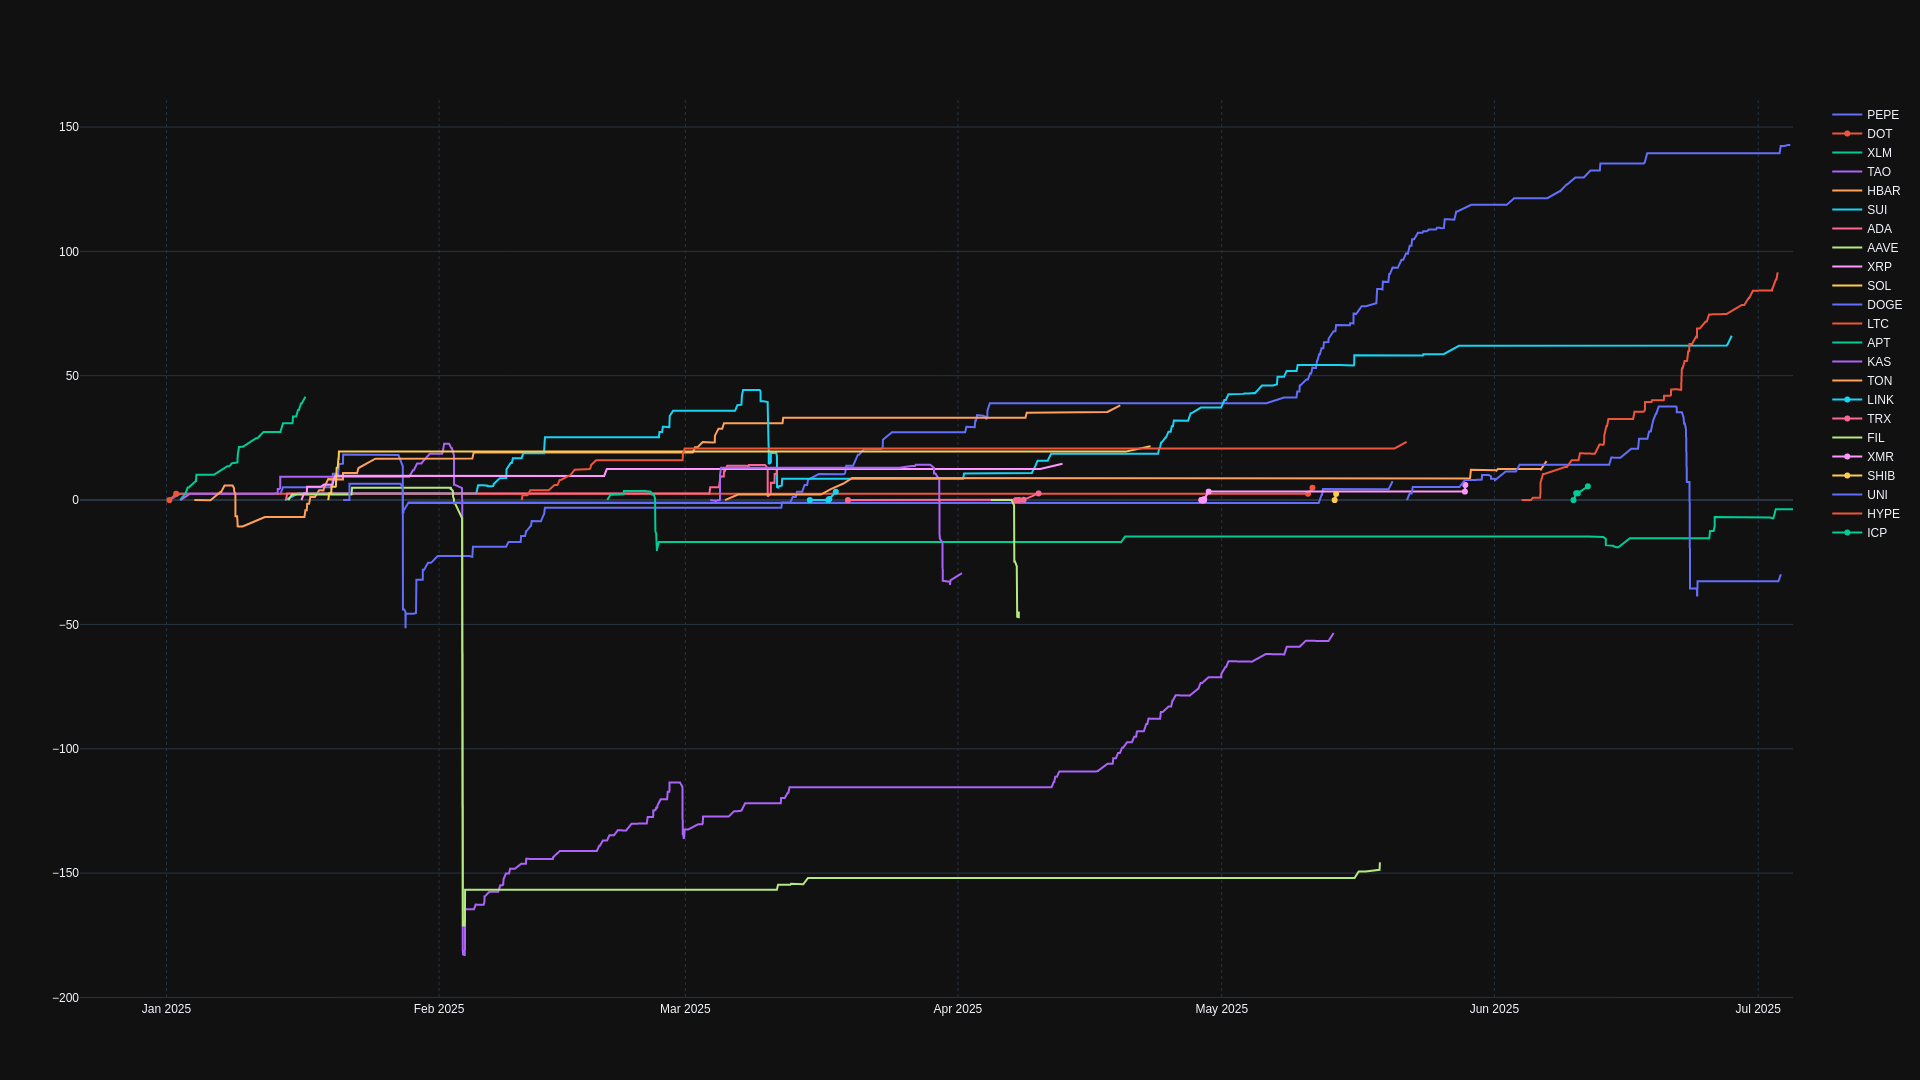 150
100
50
0
−50
−100
−150
−200
Jan 2025
Feb 2025
Mar 2025
Apr 2025
May 2025
Jun 2025
Jul 2025
PEPE
DOT
XLM
TAO
HBAR
SUI
ADA
AAVE
XRP
SOL
DOGE
LTC
APT
KAS
TON
LINK
TRX
FIL
XMR
SHIB
UNI
HYPE
ICP